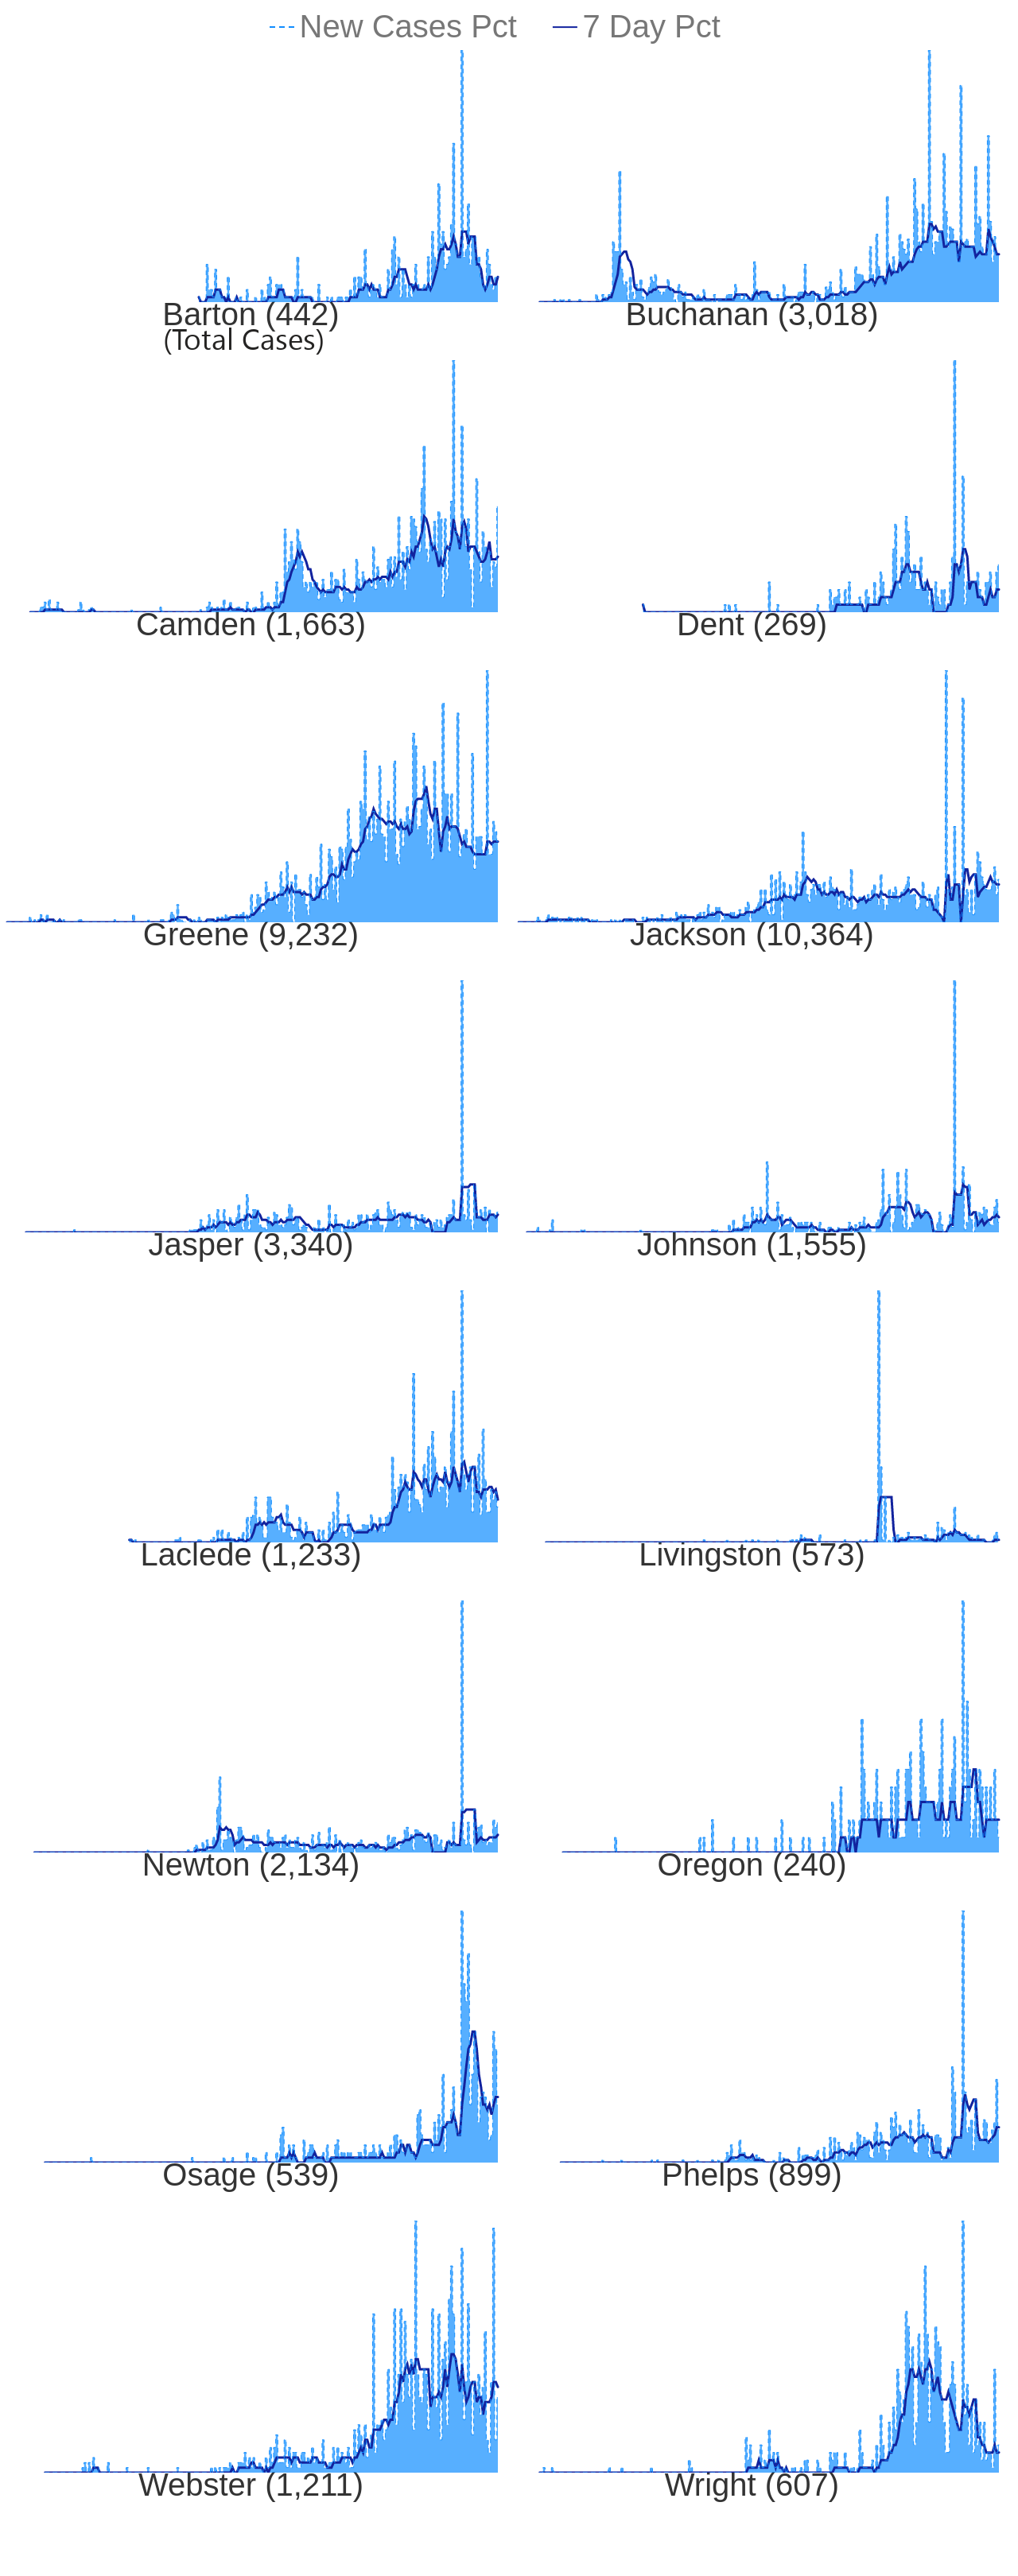 New Cases Pct 7 Day Pct
Barton (442) Buchanan (3,018)
(Total Cases)
Camden (1,663) Dent (269)
Greene (9,232) Jackson (10,364)
Jasper (3,340) Johnson (1,555)
Laclede (1,233) Livingston (573)
Newton (2,134) Oregon (240)
Osage (539) Phelps (899)
Webster (1,211) Wright (607)